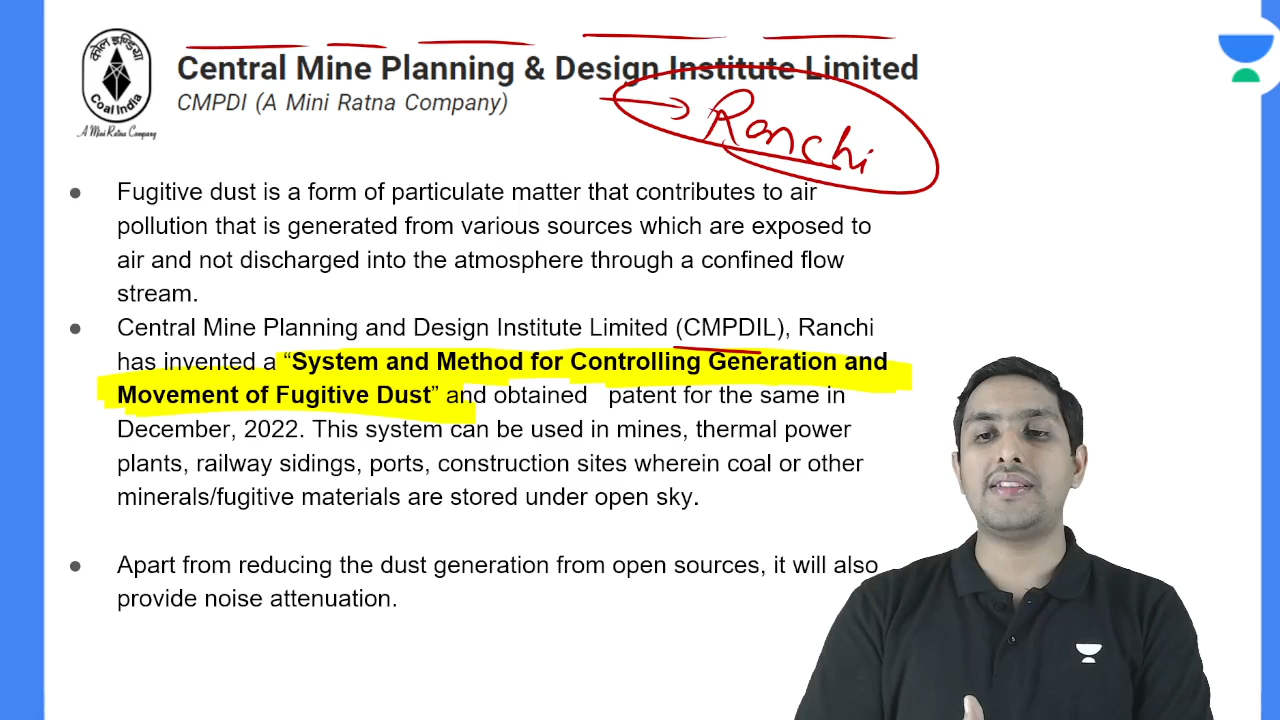 कोल इण्डिया
Coal India
A Mini Ratna Company
Central Mine Planning & Design Institute Limited
CMPDI (A Mini Ratna Company)
Ranchi
● Fugitive dust is a form of particulate matter that contributes to air
pollution that is generated from various sources which are exposed to
air and not discharged into the atmosphere through a confined flow
stream.
● Central Mine Planning and Design Institute Limited (CMPDIL), Ranchi
has invented a “System and Method for Controlling Generation and
Movement of Fugitive Dust” and obtained patent for the same in
December, 2022. This system can be used in mines, thermal power
plants, railway sidings, ports, construction sites wherein coal or other
minerals/fugitive materials are stored under open sky.
● Apart from reducing the dust generation from open sources, it will also
provide noise attenuation.